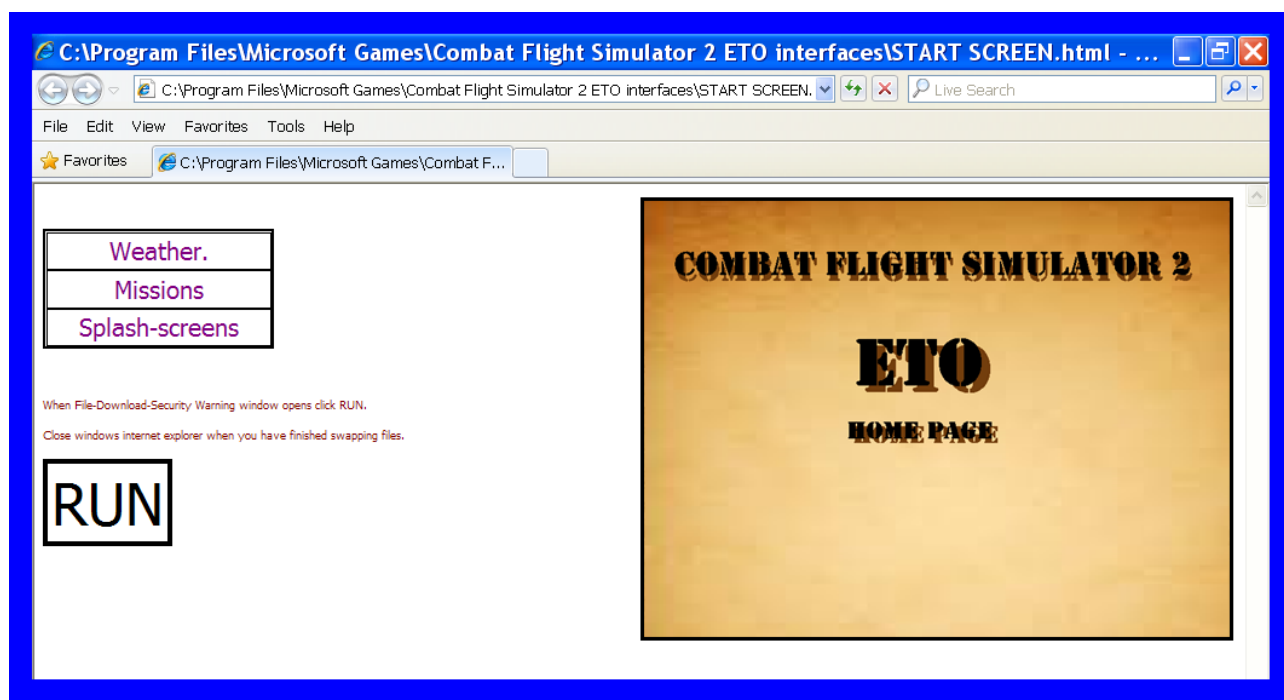 C:\Program Files\Microsoft Games\Combat Flight Simulator 2 ETO interfaces\START SCREEN.html - ...
C:\Program Files\Microsoft Games\Combat Flight Simulator 2 ETO interfaces\START SCREEN.
Live Search
File Edit View Favorites Tools Help
Favorites
C:\Program Files\Microsoft Games\Combat F...
Weather.
Missions
Splash-screens
When File-Download-Security Warning window opens click RUN.
Close windows internet explorer when you have finished swapping files.
RUN
COMBAT FLIGHT SIMULATOR 2
ETO
HOME PAGE